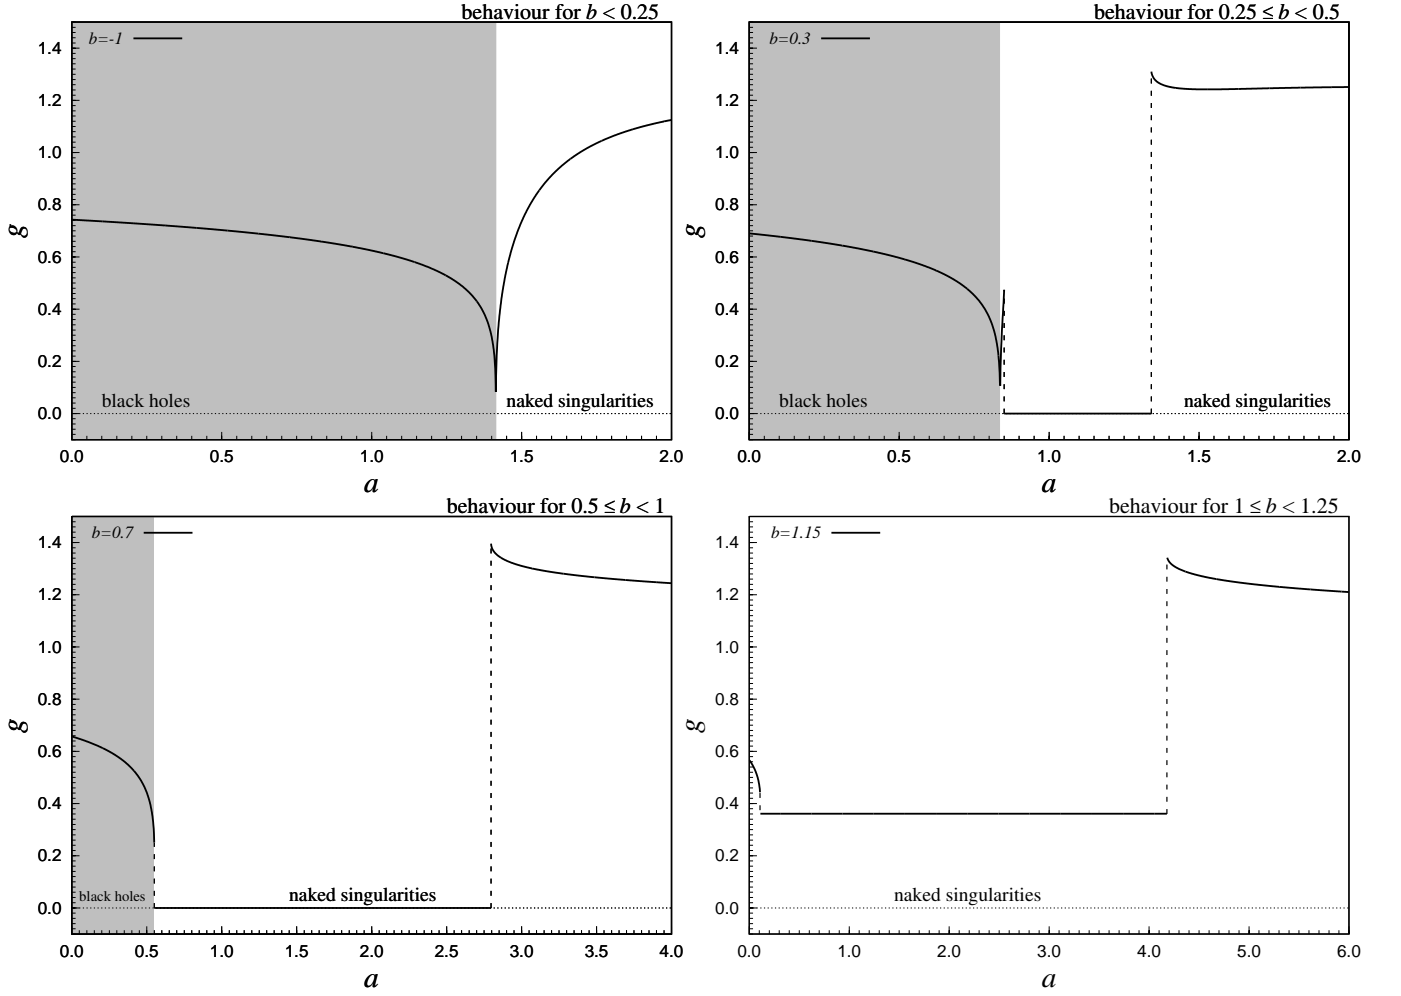 behaviour for b < 0.25
b=-1
1.4
1.2
1.0
0.8
0.6
0.4
0.2
0.0
g
black holes
naked singularities
0.0 0.5 1.0 1.5 2.0
a
behaviour for 0.25 ≤ b < 0.5
b=0.3
1.4
1.2
1.0
0.8
0.6
0.4
0.2
0.0
g
black holes
naked singularities
0.0 0.5 1.0 1.5 2.0
a
behaviour for 0.5 ≤ b < 1
b=0.7
1.4
1.2
1.0
0.8
0.6
0.4
0.2
0.0
g
black holes
naked singularities
0.0 0.5 1.0 1.5 2.0 2.5 3.0 3.5 4.0
a
behaviour for 1 ≤ b < 1.25
b=1.15
1.4
1.2
1.0
0.8
0.6
0.4
0.2
0.0
g
naked singularities
0.0 1.0 2.0 3.0 4.0 5.0 6.0
a